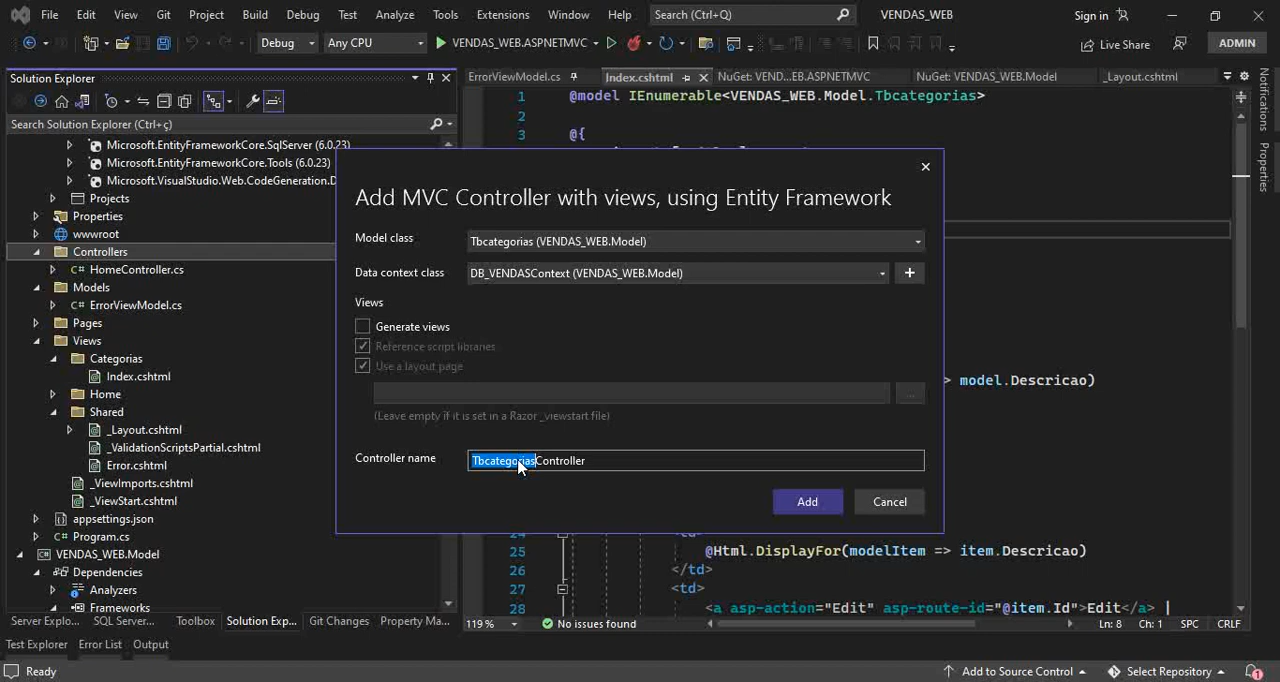 File Edit View Git Project Build Debug Test Analyze Tools Extensions Window Help Search (Ctrl+Q) VENDAS_WEB Sign in
Debug Any CPU VENDAS_WEB.ASPNETMVC Live Share ADMIN
Solution Explorer
ErrorViewModel.cs Index.cshtml NuGet: VEND...EB.ASPNETMVC NuGet: VENDAS_WEB.Model _Layout.cshtml
Search Solution Explorer (Ctrl+ç)
Microsoft.EntityFrameworkCore.SqlServer (6.0.23)
Microsoft.EntityFrameworkCore.Tools (6.0.23)
Microsoft.VisualStudio.Web.CodeGeneration.D
Projects
Properties
wwwroot
Controllers
HomeController.cs
Models
ErrorViewModel.cs
Pages
Views
Categorias
Index.cshtml
Home
Shared
_Layout.cshtml
_ValidationScriptsPartial.cshtml
Error.cshtml
_ViewImports.cshtml
_ViewStart.cshtml
appsettings.json
Program.cs
VENDAS_WEB.Model
Dependencies
Analyzers
Frameworks
Server Explo... SQL Server... Toolbox Solution Exp... Git Changes Property Ma...
1 @model IEnumerable<VENDAS_WEB.Model.Tbcategorias>
2
3 @{
Add MVC Controller with views, using Entity Framework
Model class Tbcategorias (VENDAS_WEB.Model)
Data context class DB_VENDASContext (VENDAS_WEB.Model)
Views
Generate views
Reference script libraries
Use a layout page
...
(Leave empty if it is set in a Razor _viewstart file)
Controller name TbcategoriasController
Add Cancel
> model.Descricao)
25 @Html.DisplayFor(modelItem => item.Descricao)
26 </td>
27 <td>
28 <a asp-action="Edit" asp-route-id="@item.Id">Edit</a> |
119 % No issues found Ln: 8 Ch: 1 SPC CRLF
Notifications
Properties
Error List Output
Module Explorer
Ready Add to Source Control Select Repository 1